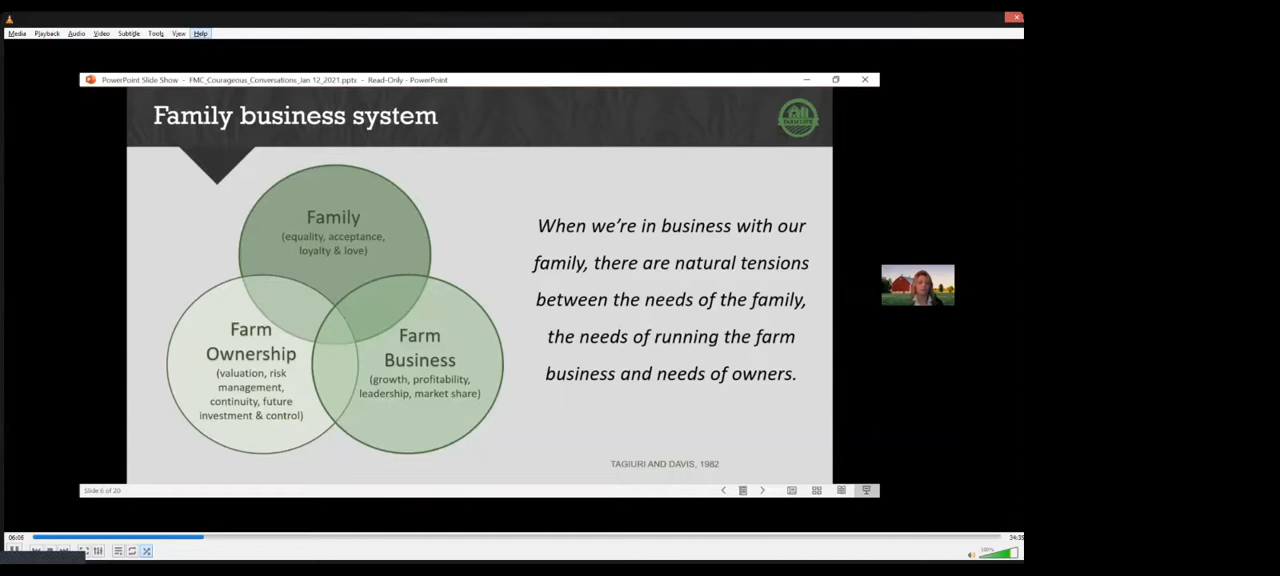 Media Playback Audio Video Subtitle Tools View Help
PowerPoint Slide Show - FMC_Courageous_Conversations_Jan 12_2021.pptx - Read-Only - PowerPoint
Family business system
Family
(equality, acceptance,
loyalty & love)
Farm
Ownership
(valuation, risk
management,
continuity, future
investment & control)
Farm
Business
(growth, profitability,
leadership, market share)
When we're in business with our
family, there are natural tensions
between the needs of the family,
the needs of running the farm
business and needs of owners.
TAGIURI AND DAVIS, 1982
Slide 6 of 20
06:06
34:35
100%